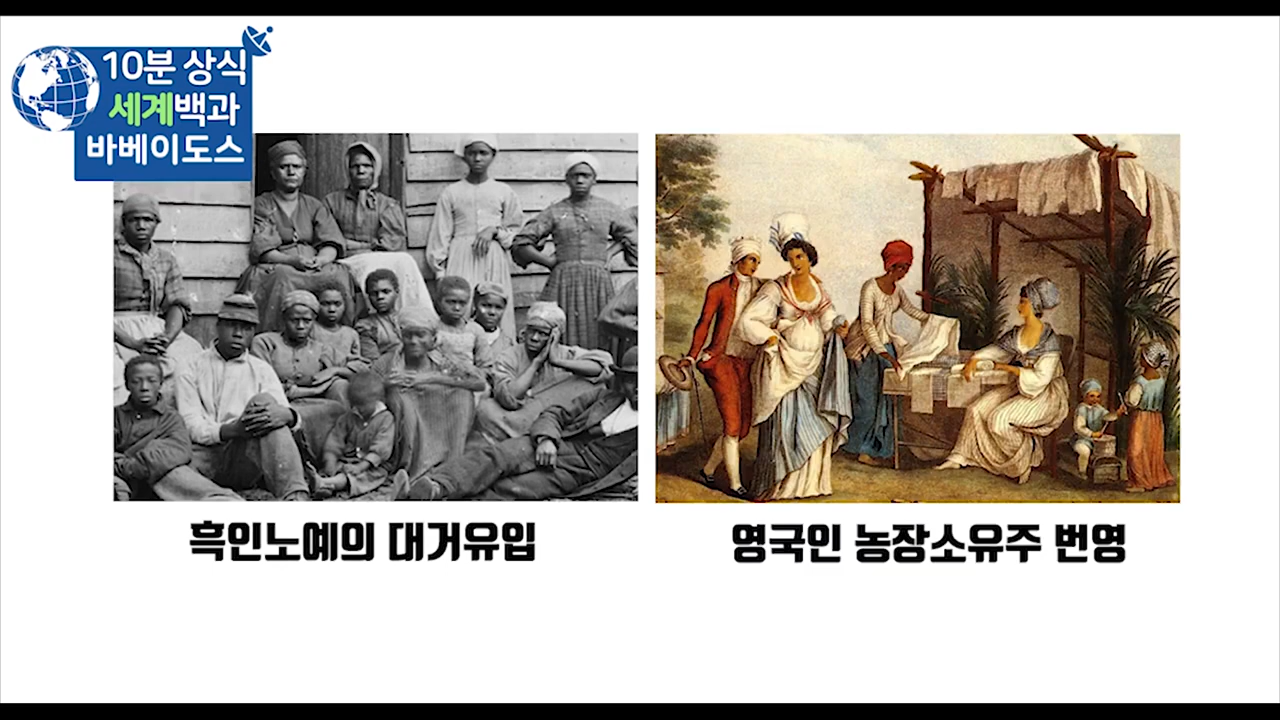 10분 상식
세계백과
바베이도스
흑인노예의 대거유입
영국인 농장소유주 번영